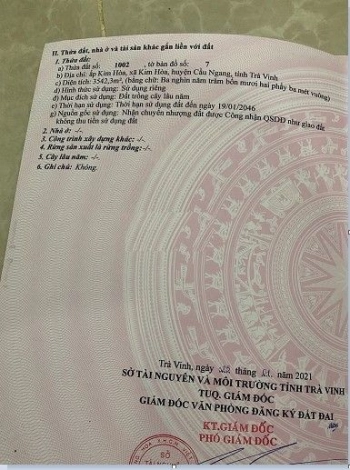 II. Thửa đất, nhà ở và tài sản khác gắn liền với đất
1. Thửa đất:
a) Thửa đất số: 1002 , tờ bản đồ số: 7
b) Địa chỉ: ấp Kim Hòa, xã Kim Hòa, huyện Cầu Ngang, tỉnh Trà Vinh
c) Diện tích: 3542,3m², (bằng chữ: Ba nghìn năm trăm bốn mươi hai phẩy ba mét vuông)
d) Hình thức sử dụng: Sử dụng riêng
đ) Mục đích sử dụng: Đất trồng cây lâu năm
e) Thời hạn sử dụng: Thời hạn sử dụng đất đến ngày 19/01/2046
g) Nguồn gốc sử dụng: Nhận chuyển nhượng đất được Công nhận QSDĐ như giao đất
không thu tiền sử dụng đất
2. Nhà ở: -/-
3. Công trình xây dựng khác: -/-
4. Rừng sản xuất là rừng trồng: -/-
5. Cây lâu năm: -/-
6. Ghi chú: Không.
Trà Vinh, ngày tháng năm 2021
SỞ TÀI NGUYÊN VÀ MÔI TRƯỜNG TỈNH TRÀ VINH
TUQ. GIÁM ĐỐC
GIÁM ĐỐC VĂN PHÒNG ĐĂNG KÝ ĐẤT ĐAI
KT.GIÁM ĐỐC
PHÓ GIÁM ĐỐC
SỞ